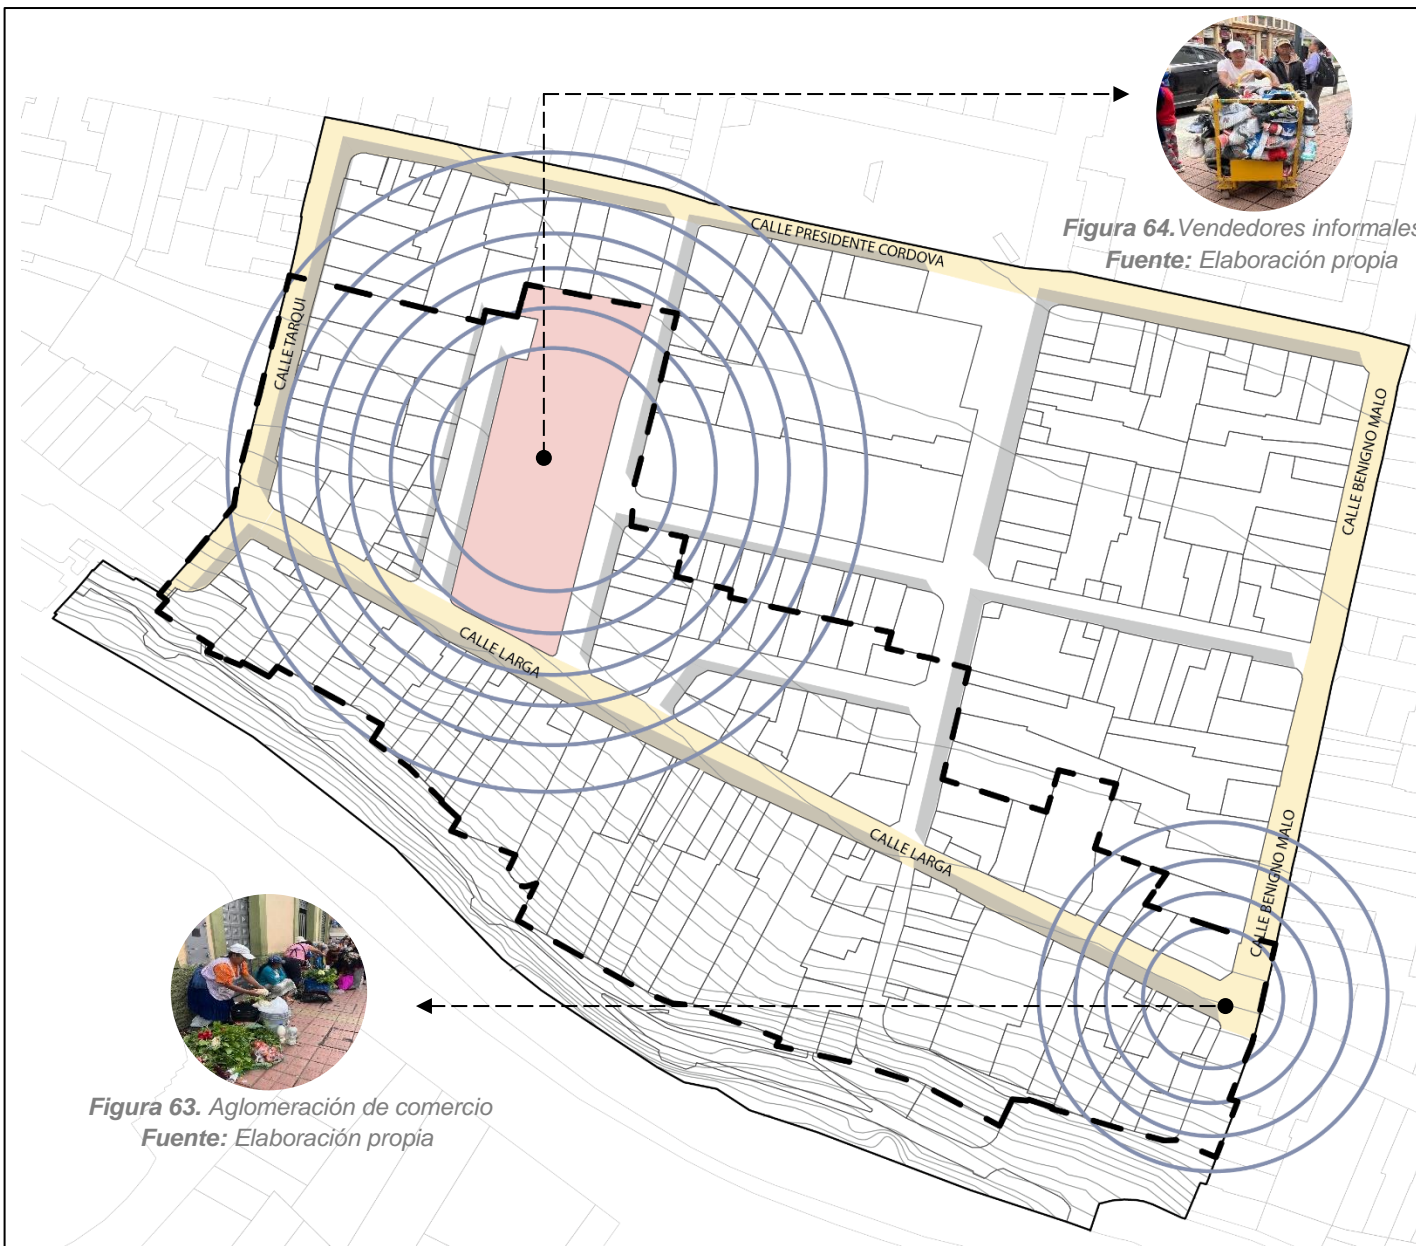 Figura 64. Vendedores informales
Fuente: Elaboración propia
CALLE PRESIDENTE CORDOVA
CALLE TARQUI
CALLE BENIGNO MALO
CALLE LARGA
CALLE LARGA
CALLE BENIGNO MALO
Figura 63. Aglomeración de comercio
Fuente: Elaboración propia